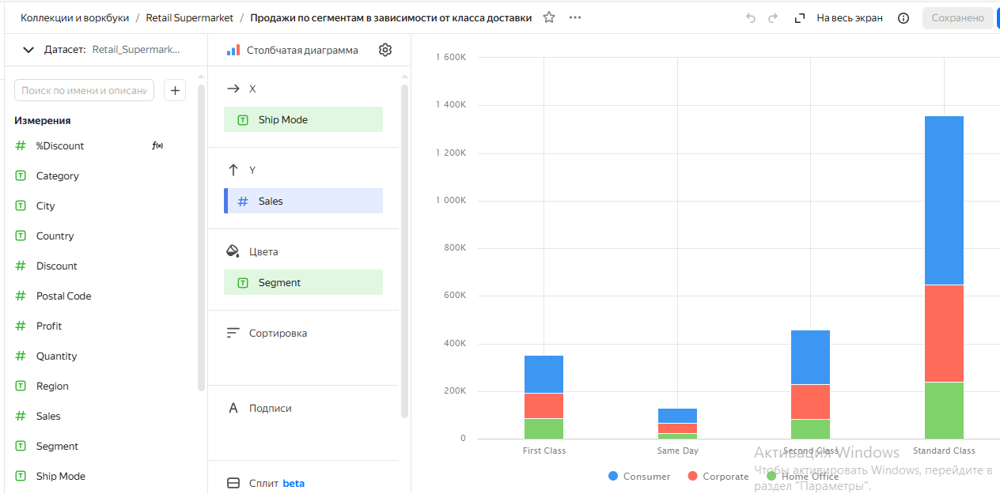 Коллекции и воркбуки / Retail Supermarket / Продажи по сегментам в зависимости от класса доставки
На весь экран
Сохранено
Датасет: Retail_Supermark...
Поиск по имени и описани
Измерения
%Discount
Category
City
Country
Discount
Postal Code
Profit
Quantity
Region
Sales
Segment
Ship Mode
Столбчатая диаграмма
X
Ship Mode
Y
Sales
Цвета
Segment
Сортировка
Подписи
Сплит beta
1 600K
1 400K
1 200K
1 000K
800K
600K
400K
200K
0
First Class
Same Day
Second Class
Standard Class
Consumer
Corporate
Home Office
Активация Windows
Чтобы активировать Windows, перейдите в
раздел "Параметры".